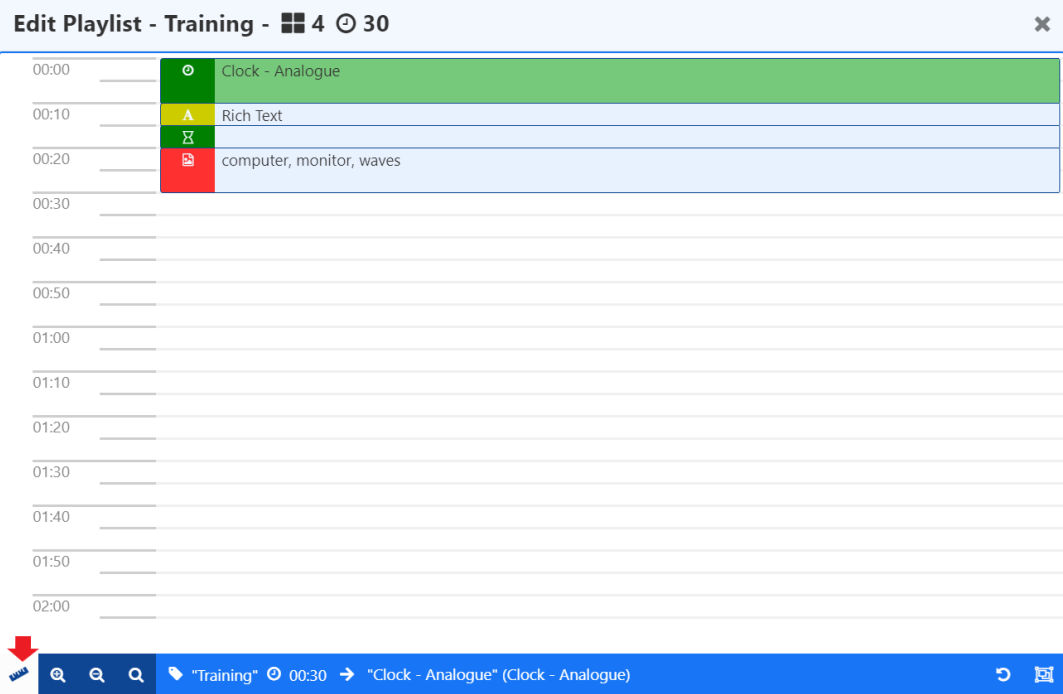 Edit Playlist - Training - 4 30
00:00
Clock - Analogue
00:10
Rich Text
00:20
computer, monitor, waves
00:30
00:40
00:50
01:00
01:10
01:20
01:30
01:40
01:50
02:00
"Training" 00:30 → "Clock - Analogue" (Clock - Analogue)